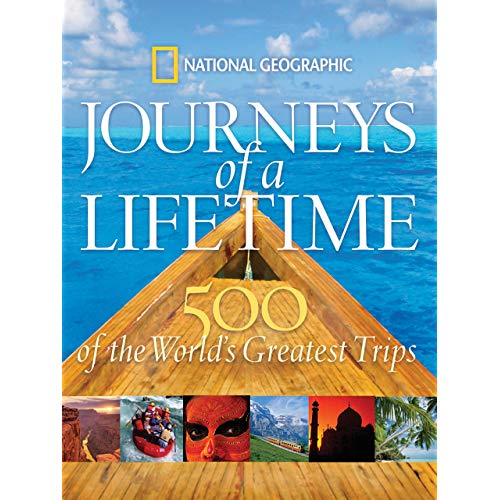 NATIONAL GEOGRAPHIC
JOURNEYS
of a
LIFETIME
500
of the World's Greatest Trips